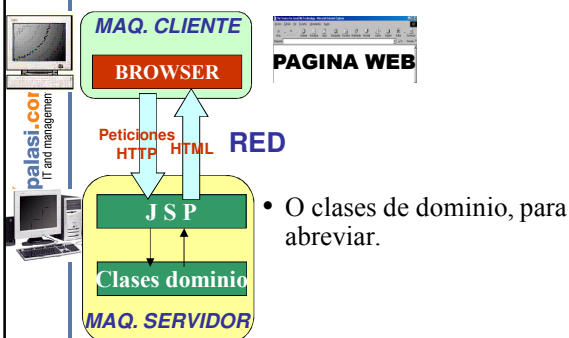 MAQ. CLIENTE
BROWSER
PAGINA WEB
palasi.com
IT and managemen
Peticiones
HTTP
HTML
RED
J S P
Clases dominio
MAQ. SERVIDOR
• O clases de dominio, para
abreviar.